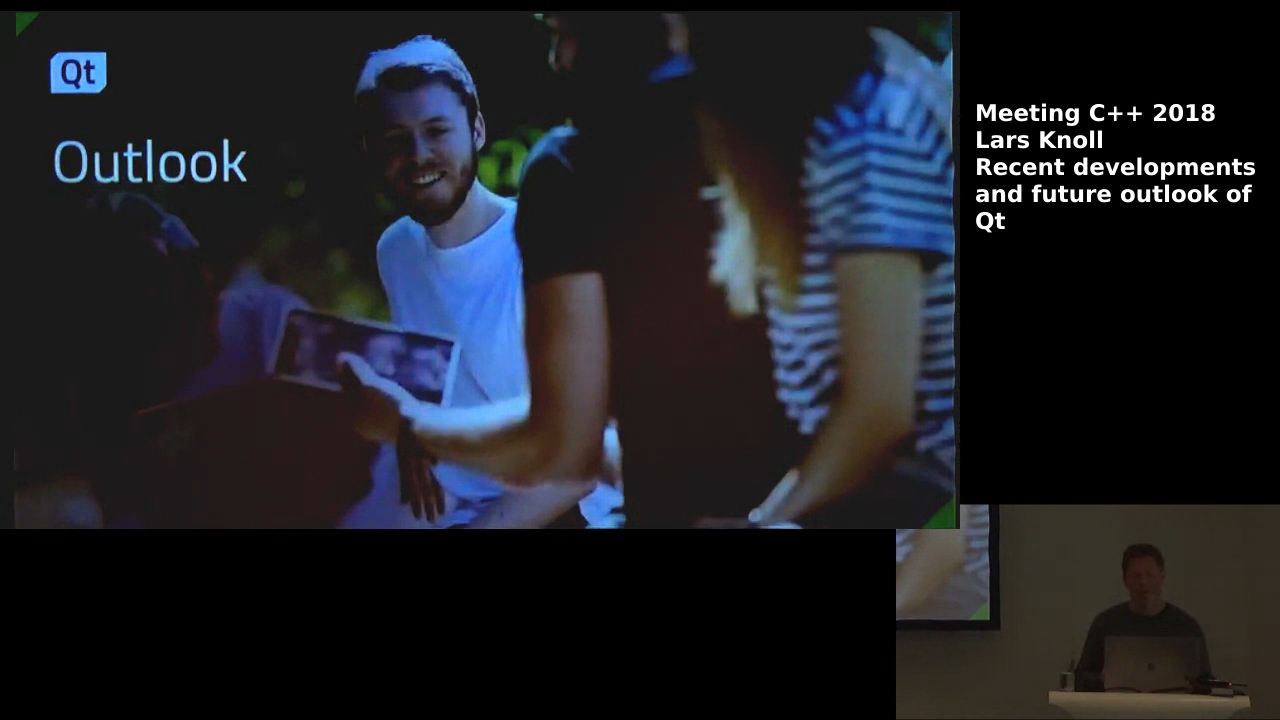 Qt
Outlook
Meeting C++ 2018
Lars Knoll
Recent developments
and future outlook of
Qt